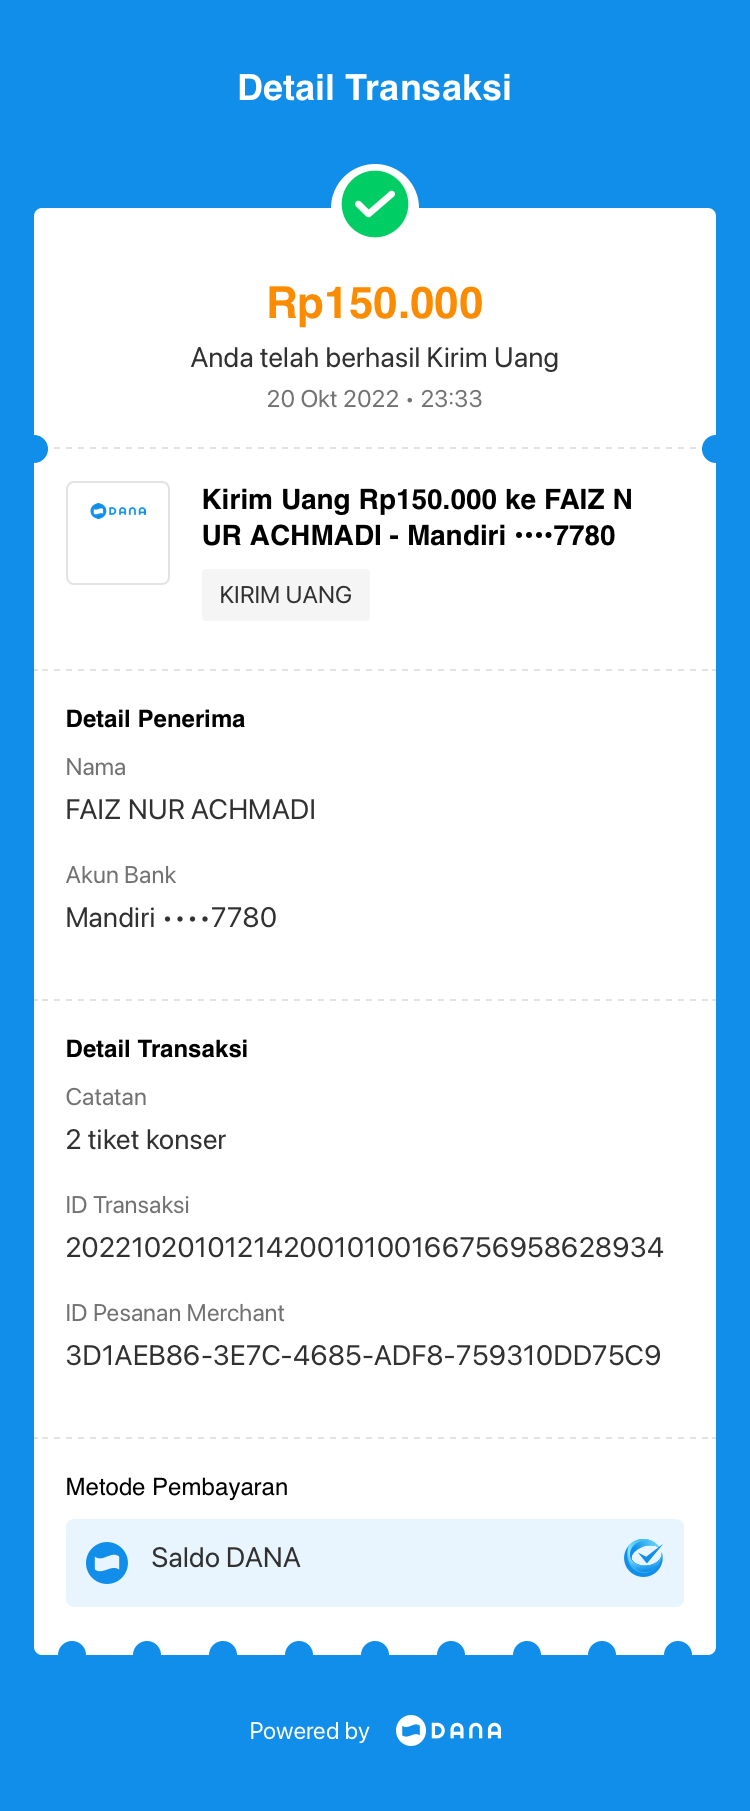 Detail Transaksi
Rp150.000
Anda telah berhasil Kirim Uang
20 Okt 2022 • 23:33
DANA
Kirim Uang Rp150.000 ke FAIZ N
UR ACHMADI - Mandiri ••••7780
KIRIM UANG
Detail Penerima
Nama
FAIZ NUR ACHMADI
Akun Bank
Mandiri ••••7780
Detail Transaksi
Catatan
2 tiket konser
ID Transaksi
2022102010121420010100166756958628934
ID Pesanan Merchant
3D1AEB86-3E7C-4685-ADF8-759310DD75C9
Metode Pembayaran
Saldo DANA
Powered by DANA